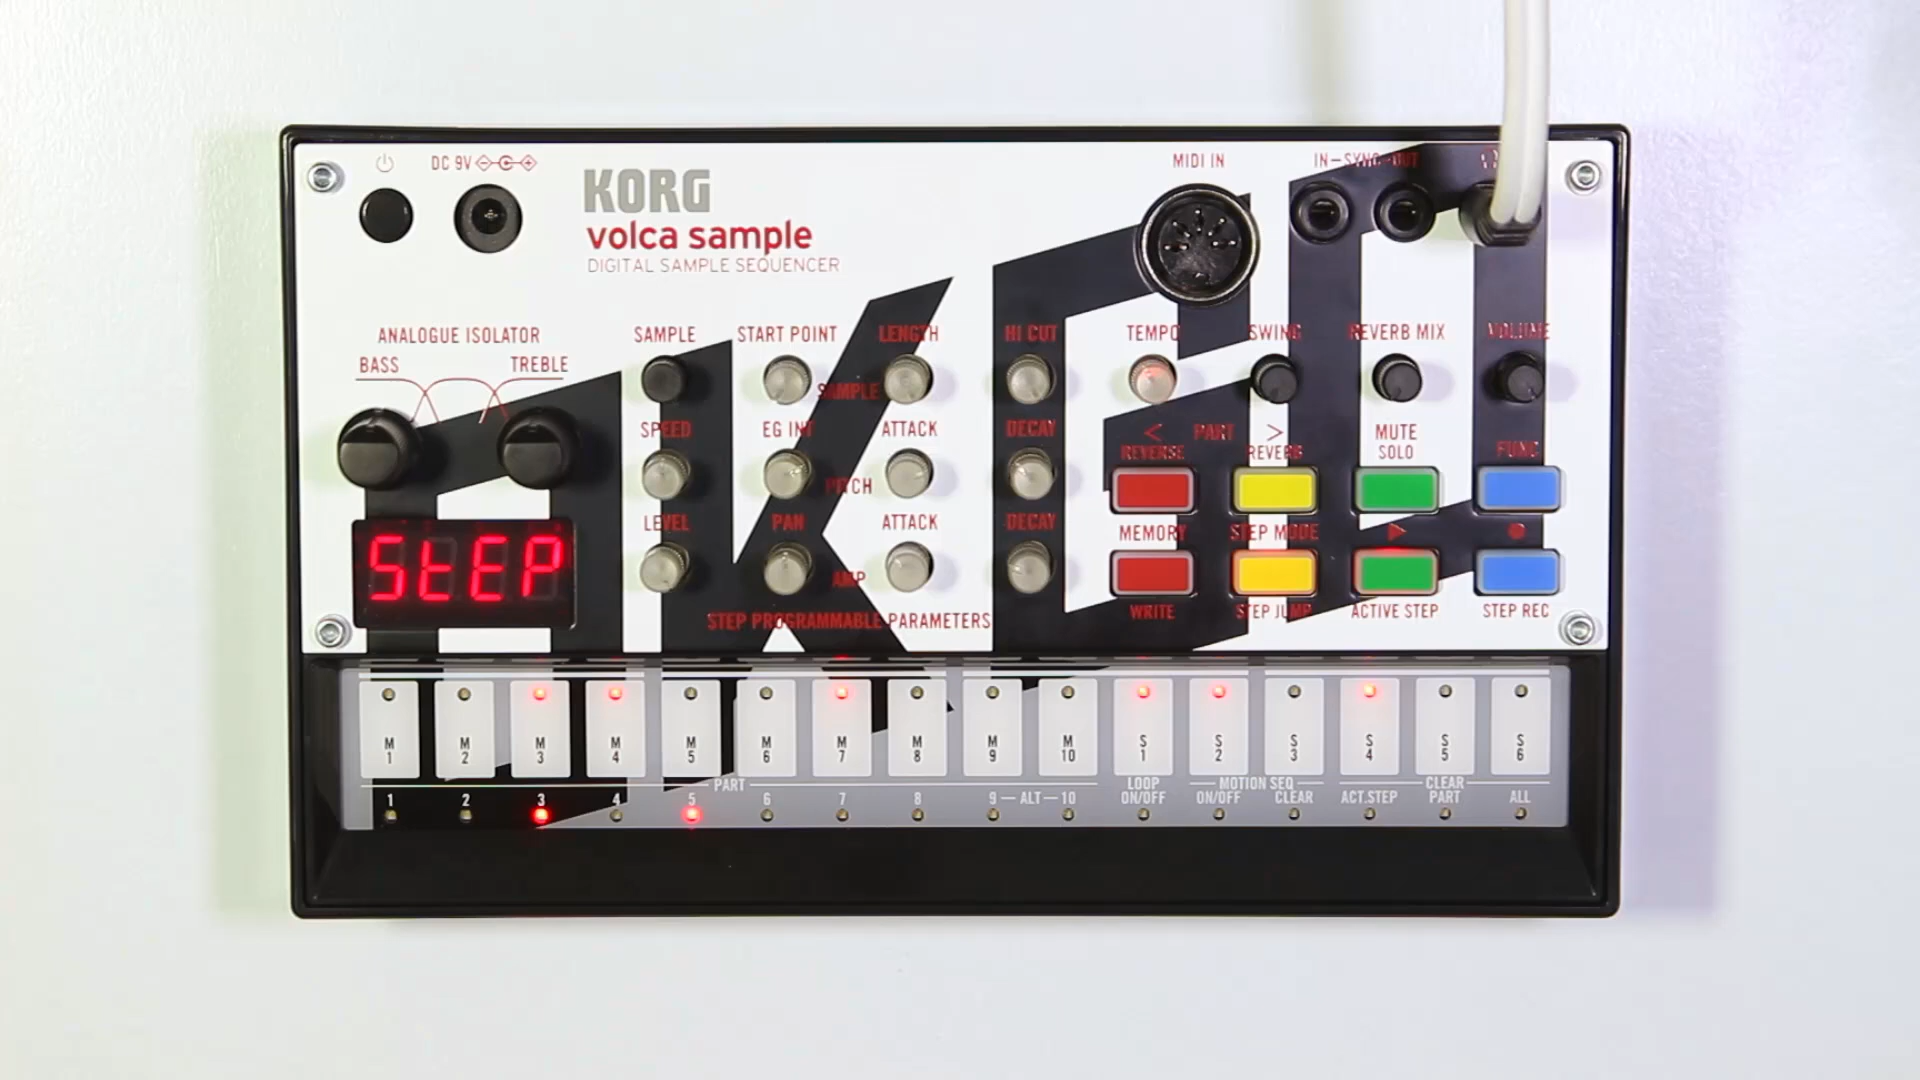 DC 9V
MIDI IN
IN–SYNC–OUT
KORG
volca sample
DIGITAL SAMPLE SEQUENCER
ANALOGUE ISOLATOR
BASS
TREBLE
SAMPLE
START POINT
LENGTH
HI CUT
TEMPO
SWING
REVERB MIX
VOLUME
SAMPLE
SPEED
EG INT
ATTACK
DECAY
< PART >
MUTE
REVERSE
REVERB
SOLO
FUNC
PITCH
LEVEL
PAN
ATTACK
DECAY
MEMORY
STEP MODE
StEP
AMP
STEP PROGRAMMABLE PARAMETERS
WRITE
STEP JUMP
ACTIVE STEP
STEP REC
M M M M M M M M M M S S S S S S
1 2 3 4 5 6 7 8 9 10 1 2 3 4 5 6
PART
LOOP
MOTION SEQ
CLEAR
1 2 3 4 5 6 7 8 9 — ALT — 10
ON/OFF
ON/OFF
CLEAR
ACT.STEP
PART
ALL